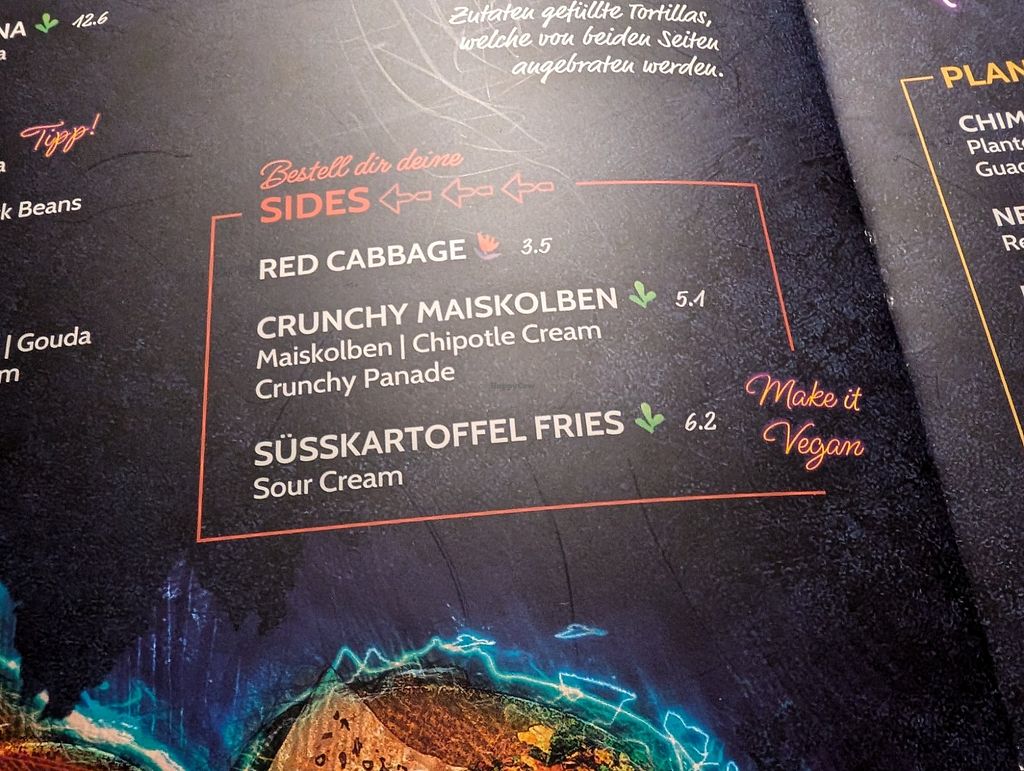 NA 12.6
a
Tipp!
a
k Beans
| Gouda
m
Zutaten gefüllte Tortillas,
welche von beiden Seiten
angebraten werden.
Bestell dir deine
SIDES
RED CABBAGE 3.5
CRUNCHY MAISKOLBEN 5.1
Maiskolben | Chipotle Cream
Crunchy Panade
SÜSSKARTOFFEL FRIES 6.2
Sour Cream
Make it
Vegan
PLAN
CHIM
Plant
Guac
NE
Re
HappyCow